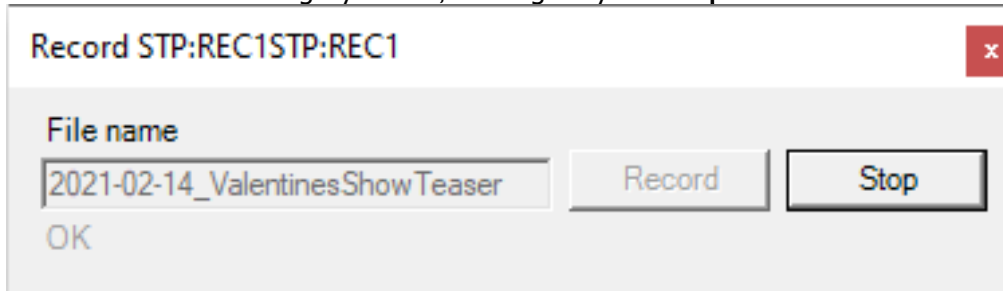 Record STP:REC1STP:REC1
x
File name
2021-02-14_ValentinesShowTeaser
Record
Stop
OK